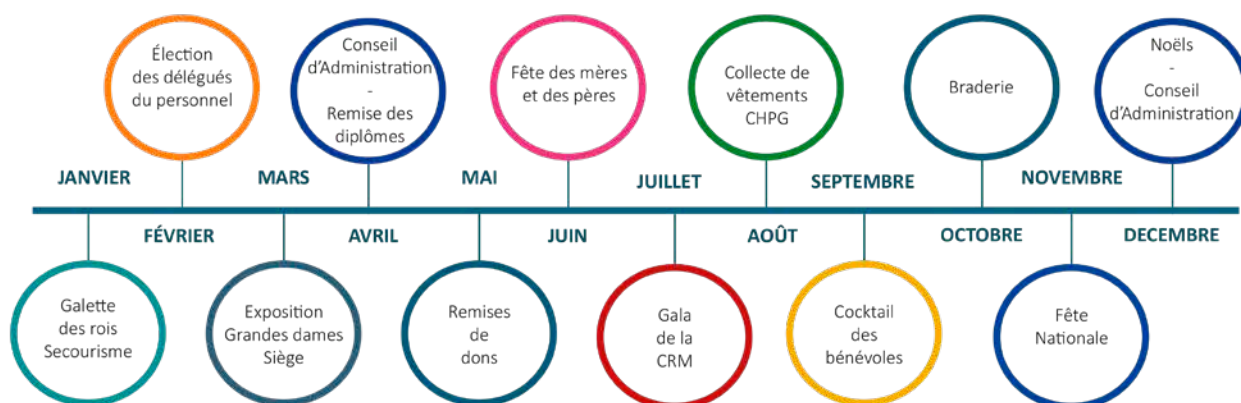 Élection
des délégués
du personnel
Conseil
d'Administration
-
Remise des
diplômes
Fête des mères
et des pères
Collecte de
vêtements
CHPG
Braderie
Noëls
-
Conseil
d'Administration
JANVIER
MARS
MAI
JUILLET
SEPTEMBRE
NOVEMBRE
FÉVRIER
AVRIL
JUIN
AOÛT
OCTOBRE
DECEMBRE
Galette
des rois
Secourisme
Exposition
Grandes dames
Siège
Remises
de
dons
Gala
de la
CRM
Cocktail
des
bénévoles
Fête
Nationale